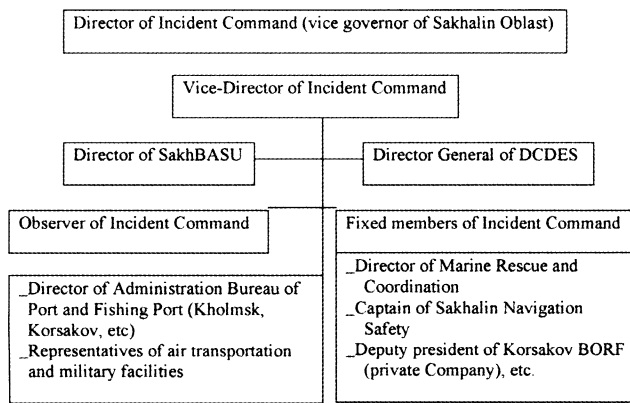 Director of Incident Command (vice governor of Sakhalin Oblast)
Vice-Director of Incident Command
Director of SakhBASU
Director General of DCDES
Observer of Incident Command
Fixed members of Incident Command
_Director of Administration Bureau of
Port and Fishing Port (Kholmsk,
Korsakov, etc)
_Representatives of air transportation
and military facilities
_Director of Marine Rescue and
Coordination
_Captain of Sakhalin Navigation
Safety
_Deputy president of Korsakov BORF
(private Company), etc.